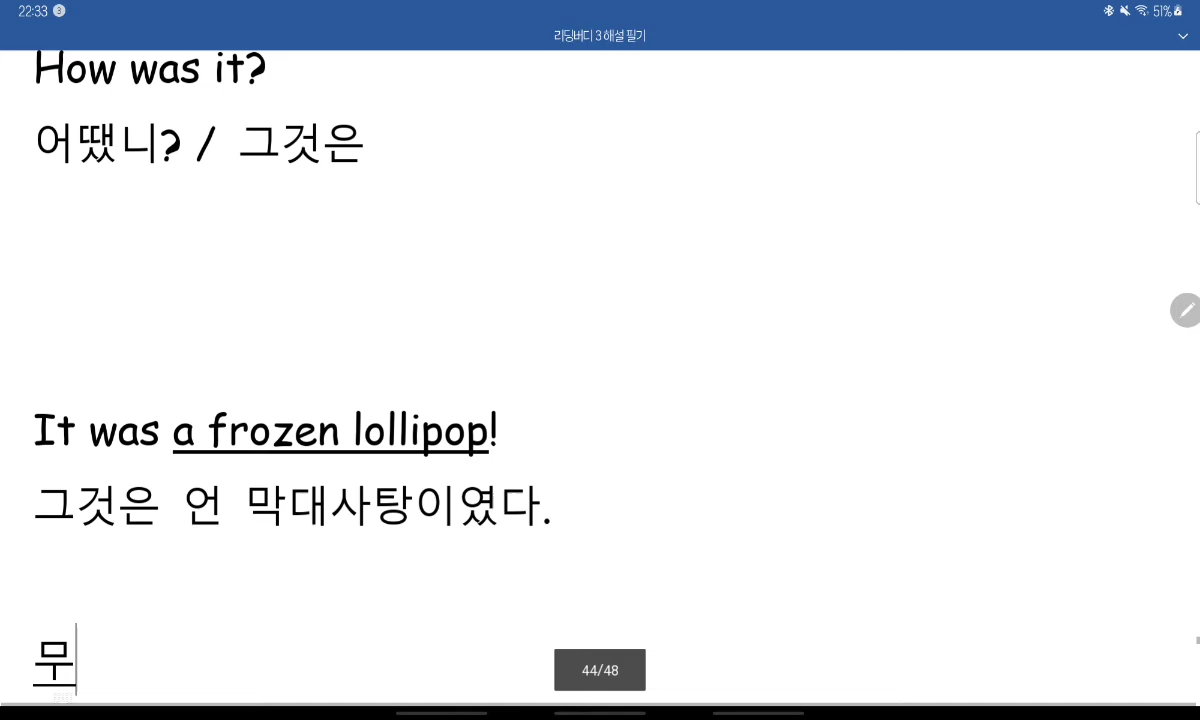 22:33 3 51%
리딩버디 3 해설 필기
How was it?
어땠니? / 그것은
It was a frozen lollipop!
그것은 언 막대사탕이였다.
무
44/48